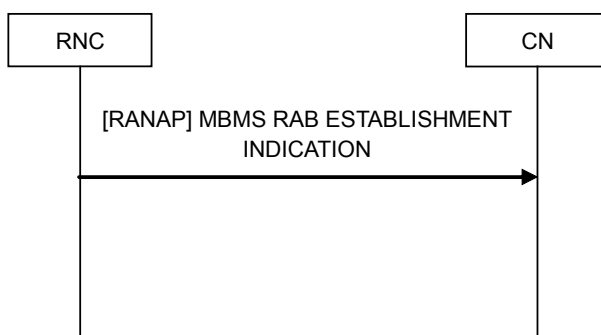 RNC
CN
[RANAP] MBMS RAB ESTABLISHMENT
INDICATION